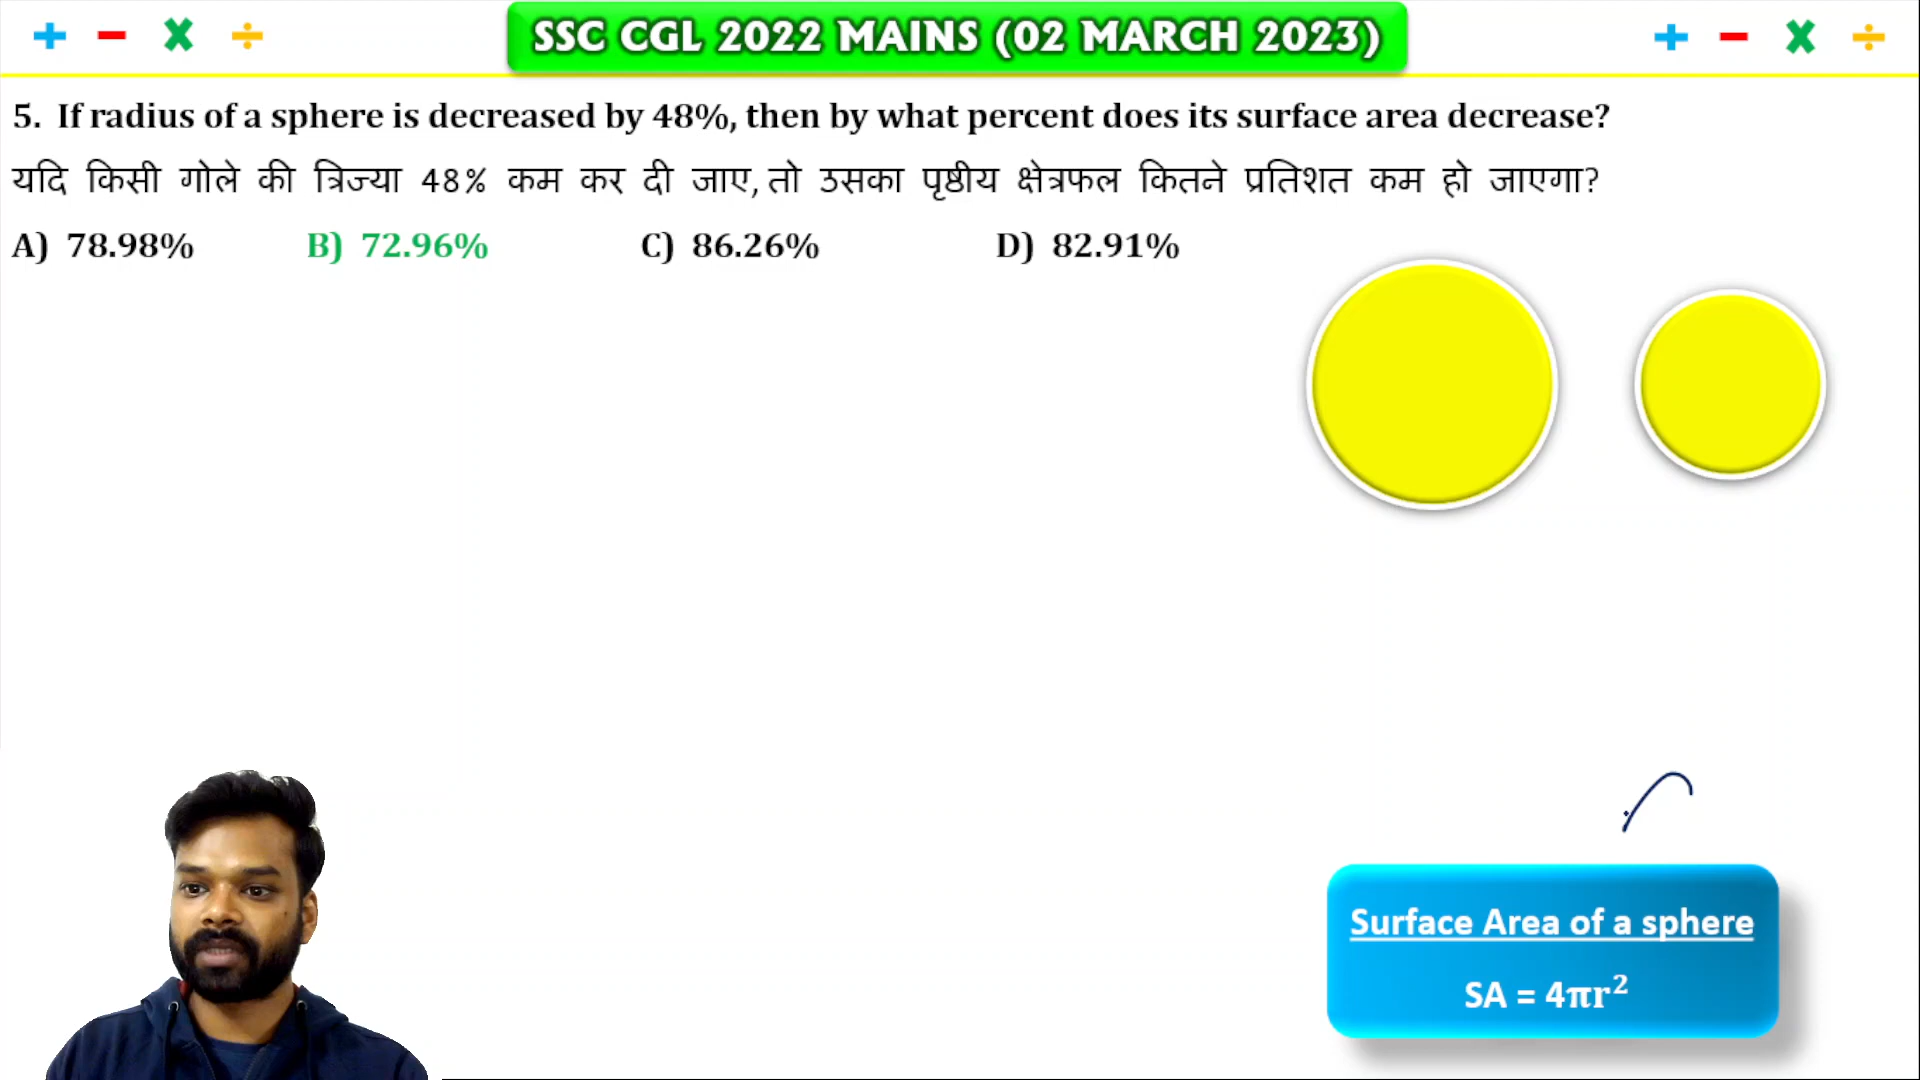 SSC CGL 2022 MAINS (02 MARCH 2023)
5. If radius of a sphere is decreased by 48%, then by what percent does its surface area decrease?
यदि किसी गोले की त्रिज्या 48% कम कर दी जाए, तो उसका पृष्ठीय क्षेत्रफल कितने प्रतिशत कम हो जाएगा?
A) 78.98% B) 72.96% C) 86.26% D) 82.91%
Surface Area of a sphere
SA = 4πr²